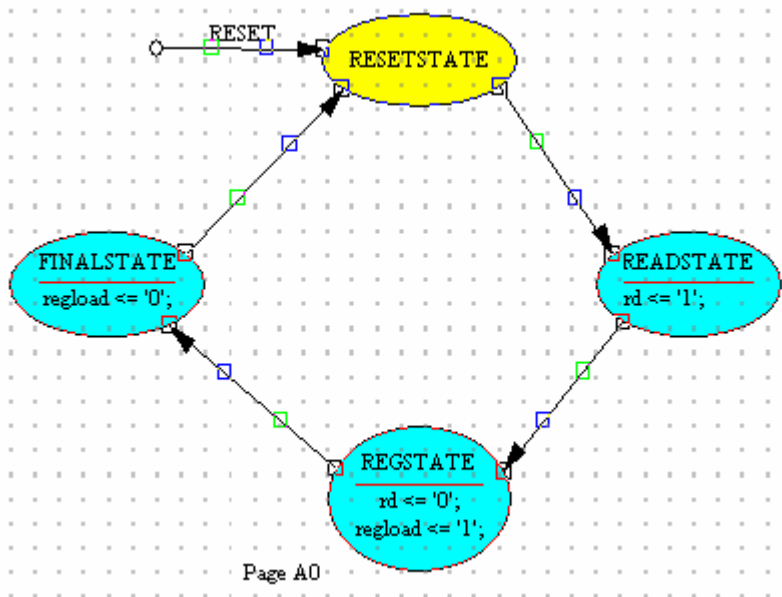 RESET
RESETSTATE
FINALSTATE
regload <= '0';
READSTATE
rd <= '1';
REGSTATE
rd <= '0';
regload <= '1';
Page A0